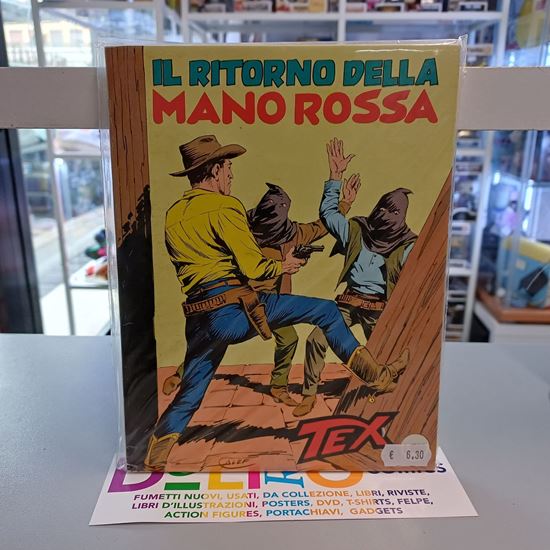 IL RITORNO DELLA
MANO ROSSA
TEX
€ 6,30
FUMETTI NUOVI, USATI, DA COLLEZIONE, LIBRI, RIVISTE,
LIBRI D'ILLUSTRAZIONI, POSTERS, DVD, T-SHIRTS, FELPE,
ACTION FIGURES, PORTACHIAVI, GADGETS